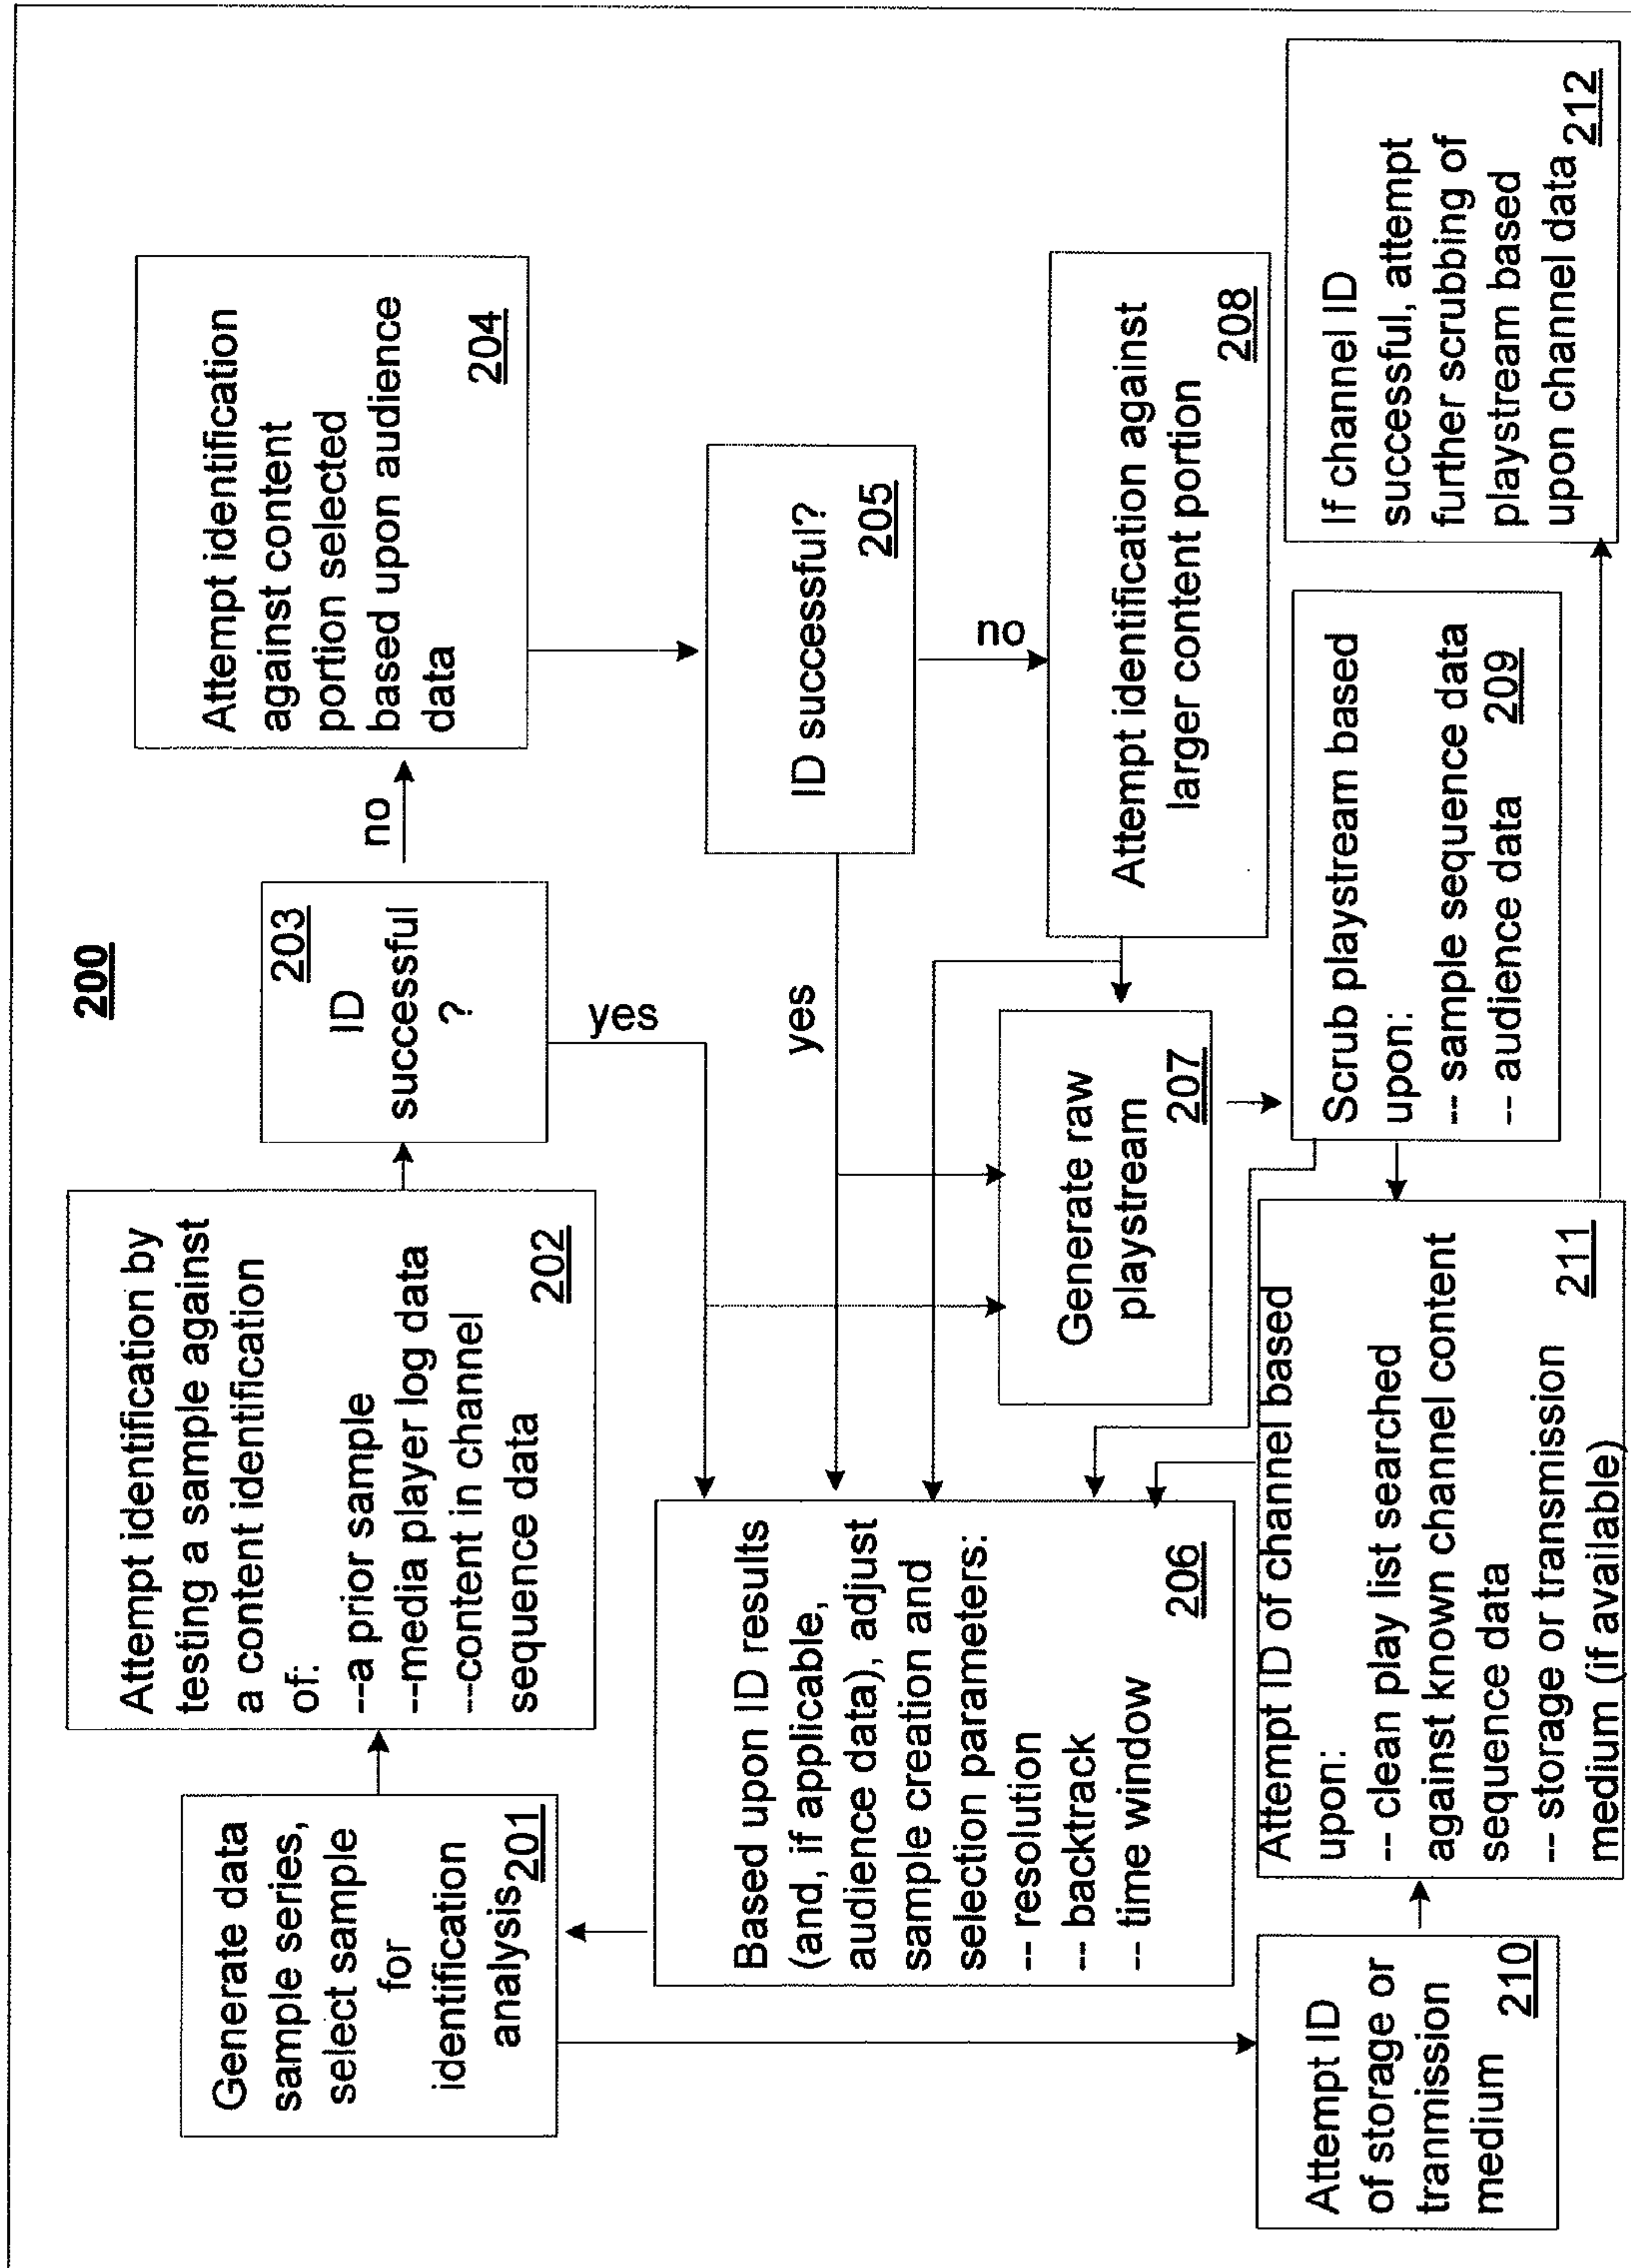 200
Generate data
sample series,
select sample
for
identification
analysis 201
Attempt identification by
testing a sample against
a content identification
of:
--a prior sample
--media player log data
--content in channel
sequence data
202
203
ID
successful
?
no
yes
Attempt identification
against content
portion selected
based upon audience
data
204
ID successful?
205
yes
no
Based upon ID results
(and, if applicable,
audience data), adjust
sample creation and
selection parameters:
-- resolution
-- backtrack
-- time window
206
Generate raw
playstream
207
Attempt identification against
larger content portion
208
Scrub playstream based
upon:
-- sample sequence data
-- audience data
209
Attempt ID
of storage or
tranmission
medium
210
Attempt ID of channel based
upon:
-- clean play list searched
against known channel content
sequence data
-- storage or transmission
medium (if available)
211
If channel ID
successful, attempt
further scrubbing of
playstream based
upon channel data
212